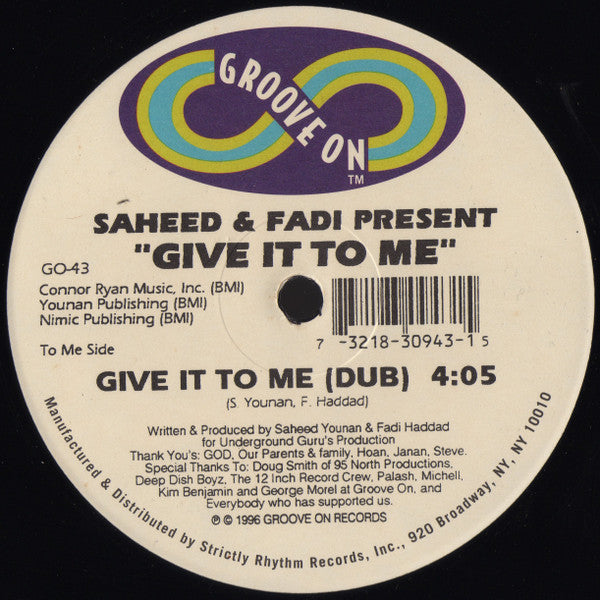 GROOVE ON
TM
SAHEED & FADI PRESENT
"GIVE IT TO ME"
GO-43
Connor Ryan Music, Inc. (BMI)
Younan Publishing (BMI)
Nimic Publishing (BMI)
7 -3218-30943-1 5
To Me Side
GIVE IT TO ME (DUB) 4:05
(S. Younan, F. Haddad)
Written & Produced by Saheed Younan & Fadi Haddad
for Underground Guru's Production
Thank You's: GOD, Our Parents & family, Hoan, Janan, Steve.
Special Thanks To: Doug Smith of 95 North Productions,
Deep Dish Boyz, The 12 Inch Record Crew, Palash, Michell,
Kim Benjamin and George Morel at Groove On, and
Everybody who has supported us.
℗ © 1996 GROOVE ON RECORDS
Manufactured & Distributed by Strictly Rhythm Records, Inc., 920 Broadway, NY, NY 10010